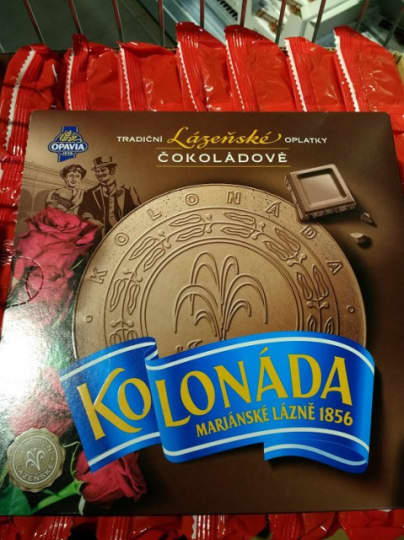 OPAVIA
TRADIČNÍ Lázeňské OPLATKY
ČOKOLÁDOVÉ
KOLONÁDA
KOLONÁDA
MARIÁNSKÉ LÁZNĚ 1856